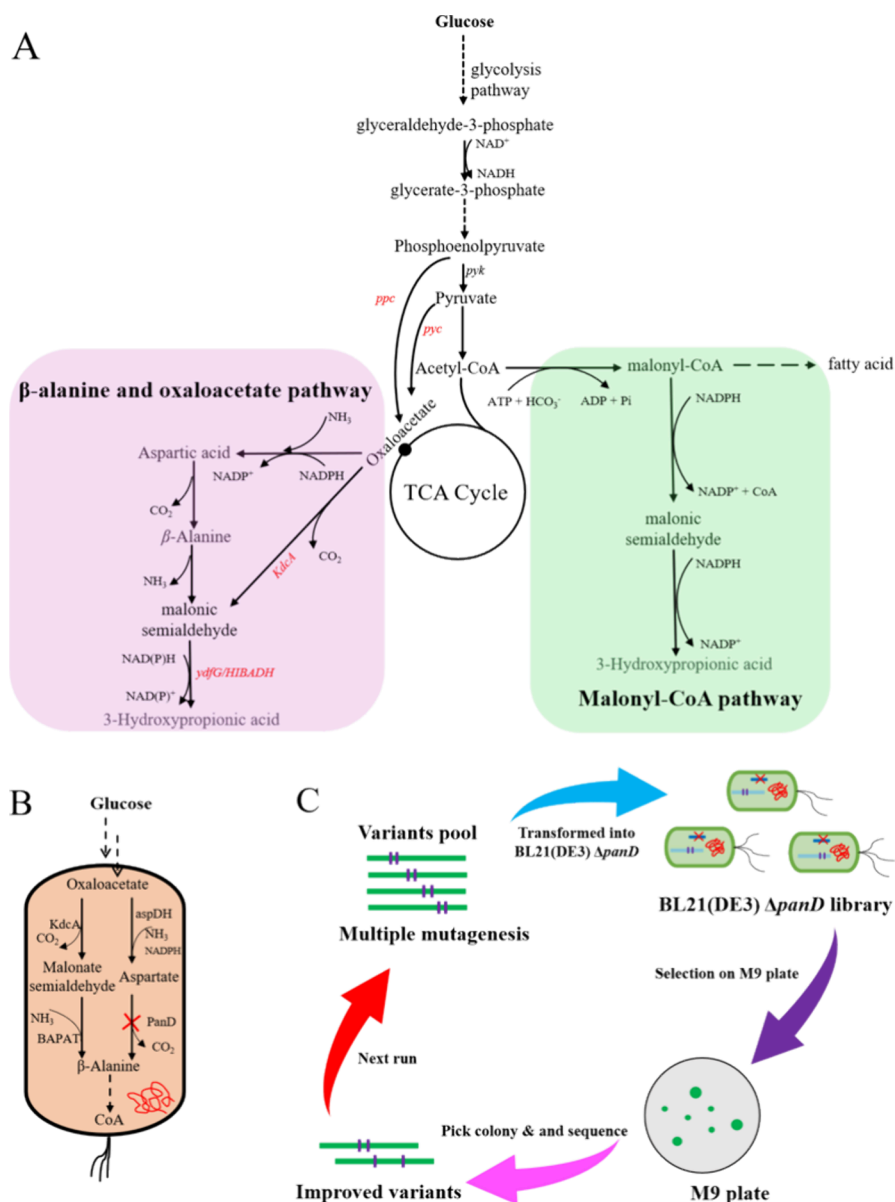 A
Glucose
glycolysis
pathway
glyceraldehyde-3-phosphate
NAD⁺
NADH
glycerate-3-phosphate
Phosphoenolpyruvate
pyk
ppc
Pyruvate
pyc
Acetyl-CoA
malonyl-CoA
fatty acid
ATP + HCO₃⁻
ADP + Pi
β-alanine and oxaloacetate pathway
NH₃
Oxaloacetate
Aspartic acid
NADP⁺
NADPH
TCA Cycle
NADPH
NADP⁺ + CoA
CO₂
β-Alanine
KdcA
CO₂
malonic
semialdehyde
NH₃
malonic
semialdehyde
NADPH
NADP⁺
NAD(P)H
ydfG/HIBADH
NAD(P)⁺
3-Hydroxypropionic acid
3-Hydroxypropionic acid
Malonyl-CoA pathway
B
Glucose
Oxaloacetate
KdcA
aspDH
CO₂
NH₃
NADPH
Malonate
semialdehyde
Aspartate
NH₃
BAPAT
PanD
CO₂
β-Alanine
CoA
C
Variants pool
Multiple mutagenesis
Transformed into
BL21(DE3) ΔpanD
BL21(DE3) ΔpanD library
Selection on M9 plate
Next run
Pick colony & and sequence
Improved variants
M9 plate